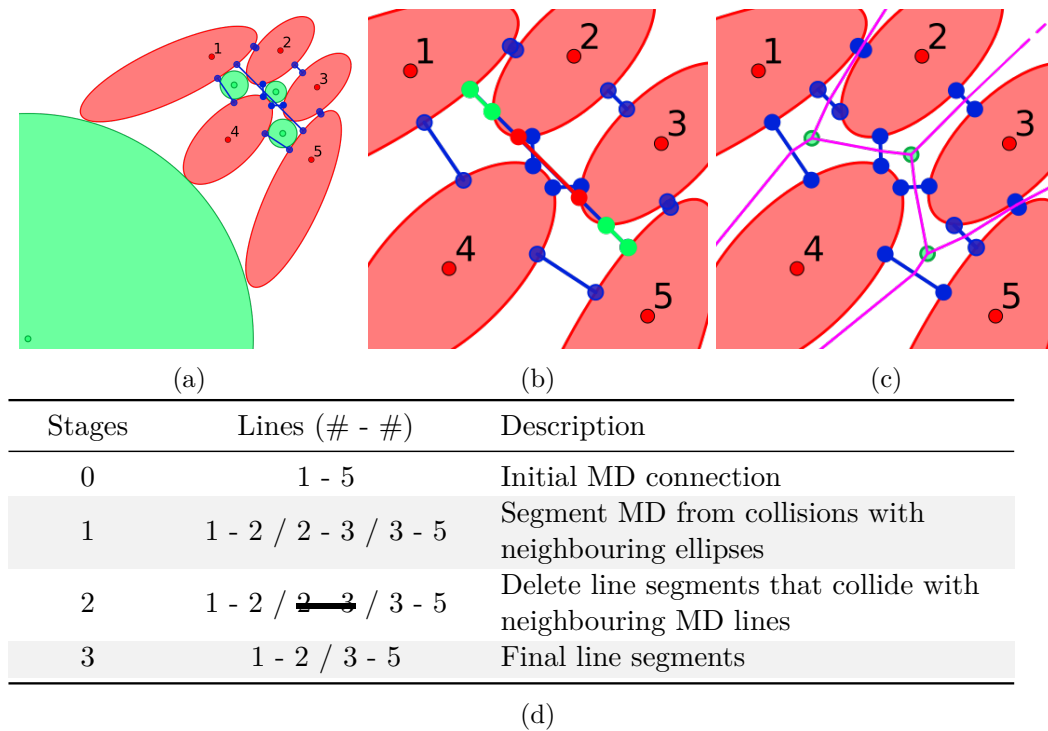 1
2
3
4
5
1
2
3
4
5
1
2
3
4
5
(a)
(b)
(c)
Stages Lines (# - #) Description
0 1 - 5 Initial MD connection
1 1 - 2 / 2 - 3 / 3 - 5 Segment MD from collisions with
neighbouring ellipses
2 1 - 2 / 2 - 3 / 3 - 5 Delete line segments that collide with
neighbouring MD lines
3 1 - 2 / 3 - 5 Final line segments
(d)